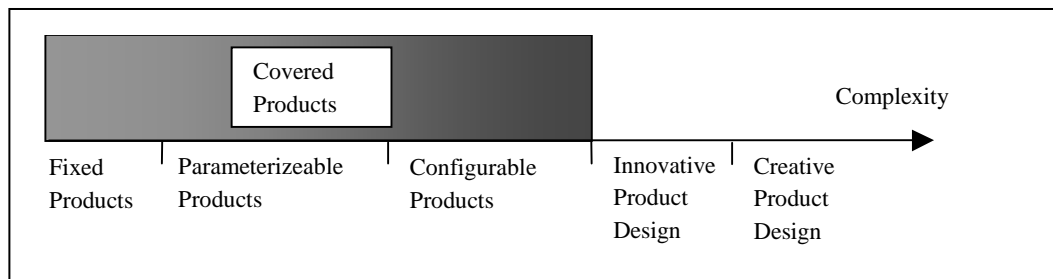 Covered
Products
Complexity
Fixed
Products
Parameterizeable
Products
Configurable
Products
Innovative
Product
Design
Creative
Product
Design